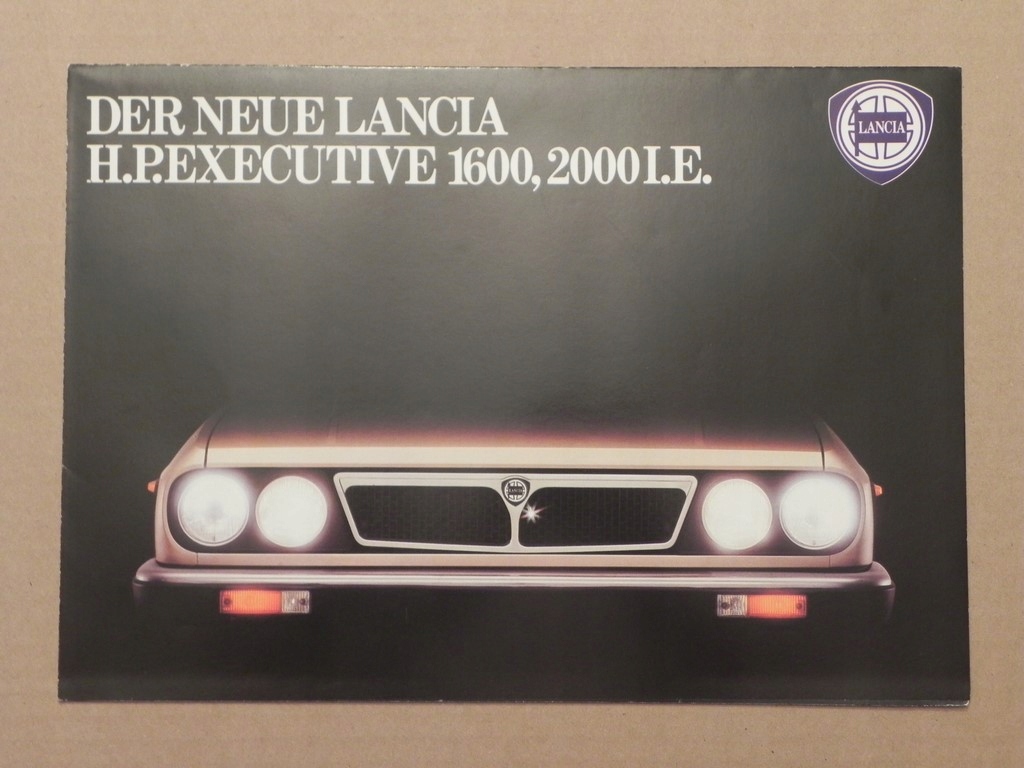 DER NEUE LANCIA
H.P.EXECUTIVE 1600, 2000 I.E.
LANCIA